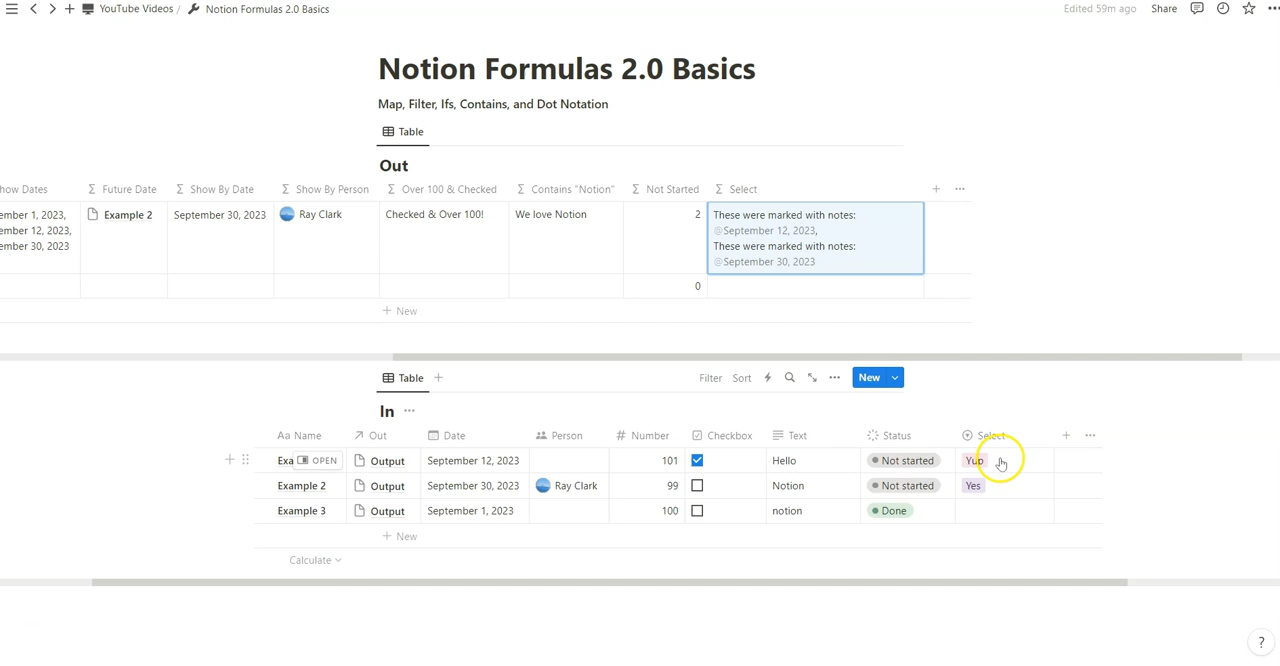 YouTube Videos / Notion Formulas 2.0 Basics
Edited 59m ago Share
Notion Formulas 2.0 Basics
Map, Filter, Ifs, Contains, and Dot Notation
Table
Out
how Dates Σ Future Date Σ Show By Date Σ Show By Person Σ Over 100 & Checked Σ Contains "Notion" Σ Not Started Σ Select
ember 1, 2023, Example 2 September 30, 2023 Ray Clark Checked & Over 100! We love Notion 2 These were marked with notes:
ember 12, 2023, @September 12, 2023,
ember 30, 2023 These were marked with notes:
@September 30, 2023
0
+ New
Table +
Filter Sort New
In
Aa Name Out Date Person # Number Checkbox Text Status Select
Exa OPEN Output September 12, 2023 101 Hello Not started Yup
Example 2 Output September 30, 2023 Ray Clark 99 Notion Not started Yes
Example 3 Output September 1, 2023 100 notion Done
+ New
Calculate
?